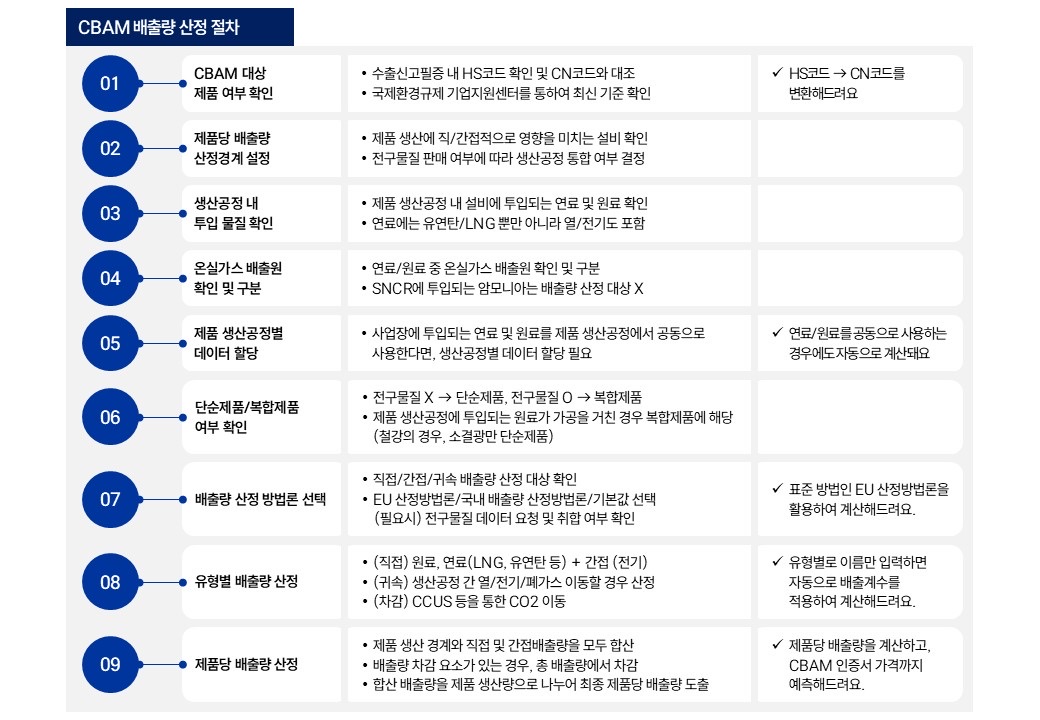 CBAM 배출량 산정 절차
01
CBAM 대상
제품 여부 확인
• 수출신고필증 내 HS코드 확인 및 CN코드와 대조
• 국제환경규제 기업지원센터를 통하여 최신 기준 확인
✓ HS코드 → CN코드를
변환해드려요
02
제품당 배출량
산정경계 설정
• 제품 생산에 직/간접적으로 영향을 미치는 설비 확인
• 전구물질 판매 여부에 따라 생산공정 통합 여부 결정
03
생산공정 내
투입 물질 확인
• 제품 생산공정 내 설비에 투입되는 연료 및 원료 확인
• 연료에는 유연탄/LNG 뿐만 아니라 열/전기도 포함
04
온실가스 배출원
확인 및 구분
• 연료/원료 중 온실가스 배출원 확인 및 구분
• SNCR에 투입되는 암모니아는 배출량 산정 대상 X
05
제품 생산공정별
데이터 할당
• 사업장에 투입되는 연료 및 원료를 제품 생산공정에서 공동으로
사용한다면, 생산공정별 데이터 할당 필요
✓ 연료/원료를 공동으로 사용하는
경우에도 자동으로 계산돼요
06
단순제품/복합제품
여부 확인
• 전구물질 X → 단순제품, 전구물질 O → 복합제품
• 제품 생산공정에 투입되는 원료가 가공을 거친 경우 복합제품에 해당
(철강의 경우, 소결광만 단순제품)
07
배출량 산정 방법론 선택
• 직접/간접/귀속 배출량 산정 대상 확인
• EU 산정방법론/국내 배출량 산정방법론/기본값 선택
(필요시) 전구물질 데이터 요청 및 취합 여부 확인
✓ 표준 방법인 EU 산정방법론을
활용하여 계산해드려요.
08
유형별 배출량 산정
• (직접) 원료, 연료(LNG, 유연탄 등) + 간접 (전기)
• (귀속) 생산공정 간 열/전기/폐가스 이동할 경우 산정
• (차감) CCUS 등을 통한 CO2 이동
✓ 유형별로 이름만 입력하면
자동으로 배출계수를
적용하여 계산해드려요.
09
제품당 배출량 산정
• 제품 생산 경계와 직접 및 간접배출량을 모두 합산
• 배출량 차감 요소가 있는 경우, 총 배출량에서 차감
• 합산 배출량을 제품 생산량으로 나누어 최종 제품당 배출량 도출
✓ 제품당 배출량을 계산하고,
CBAM 인증서 가격까지
예측해드려요.